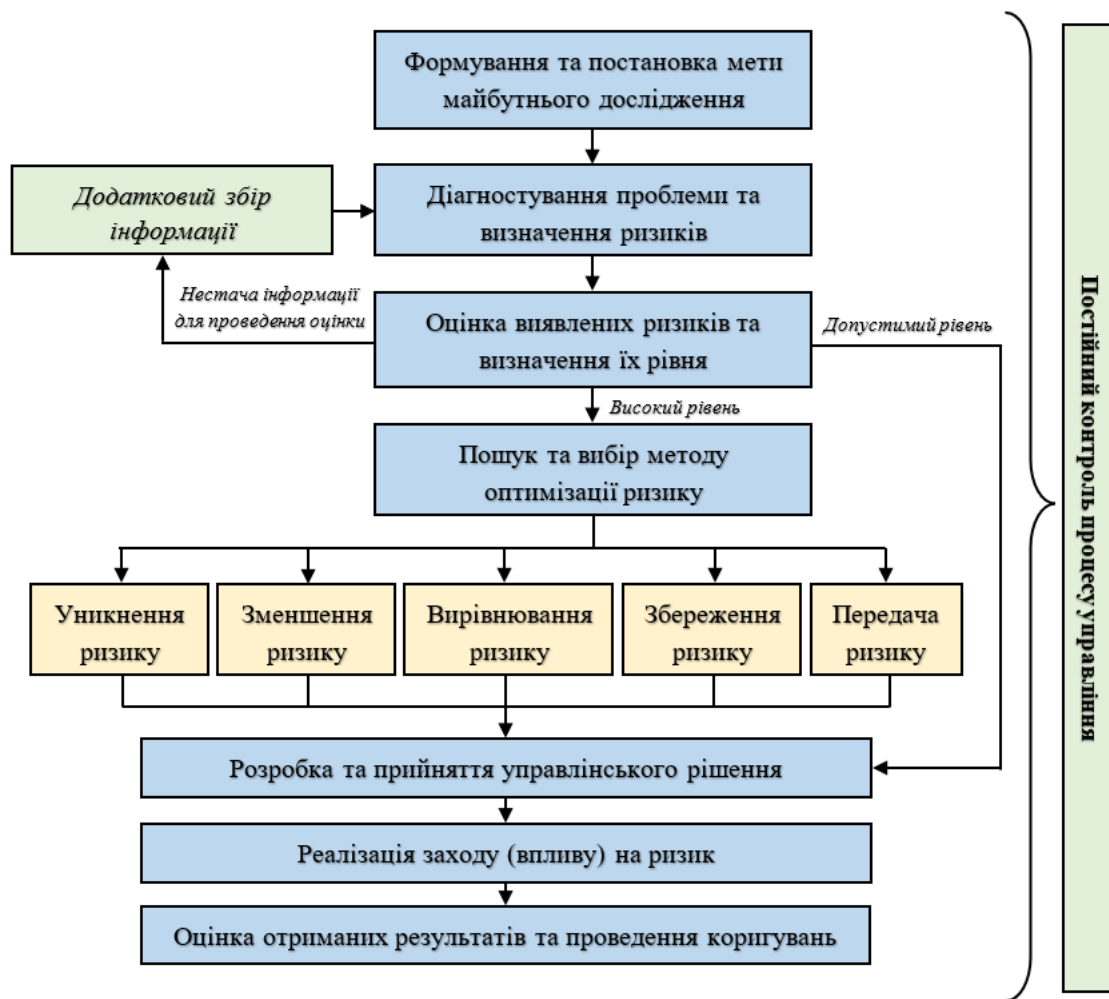 Формування та постановка мети
майбутнього дослідження
Додатковий збір
інформації
Діагностування проблеми та
визначення ризиків
Нестача інформації
для проведення оцінки
Оцінка виявлених ризиків та
визначення їх рівня
Допустимий рівень
Високий рівень
Пошук та вибір методу
оптимізації ризику
Уникнення
ризику
Зменшення
ризику
Вирівнювання
ризику
Збереження
ризику
Передача
ризику
Розробка та прийняття управлінського рішення
Реалізація заходу (впливу) на ризик
Оцінка отриманих результатів та проведення коригувань
Постійний контроль процесу управління